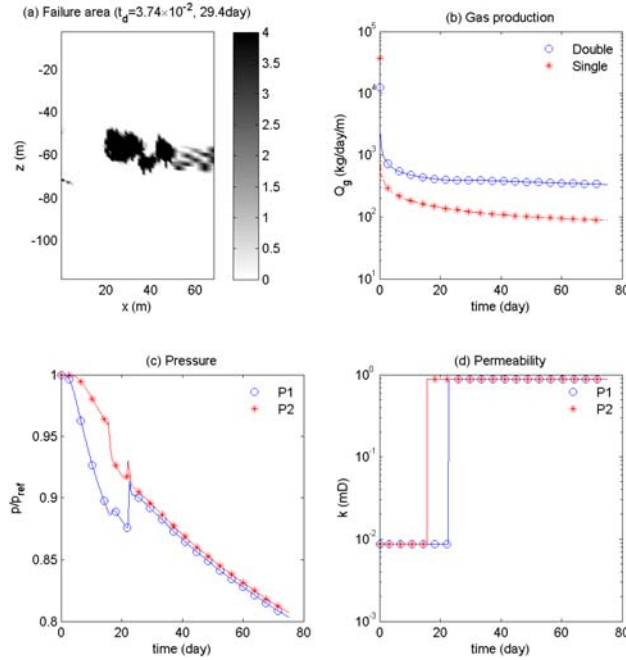 (a) Failure area (t_d=3.74×10^-2, 29.4day)
-20
-40
-60
-80
-100
z (m)
20 40 60
x (m)
4
3.5
3
2.5
2
1.5
1
0.5
0
(b) Gas production
Double
Single
10^5
10^4
10^3
10^2
10^1
Q_g (kg/day/m)
0 20 40 60 80
time (day)
(c) Pressure
P1
P2
1
0.95
0.9
0.85
0.8
p/p_ref
0 20 40 60 80
time (day)
(d) Permeability
P1
P2
10^0
10^-1
10^-2
10^-3
k (mD)
0 20 40 60 80
time (day)